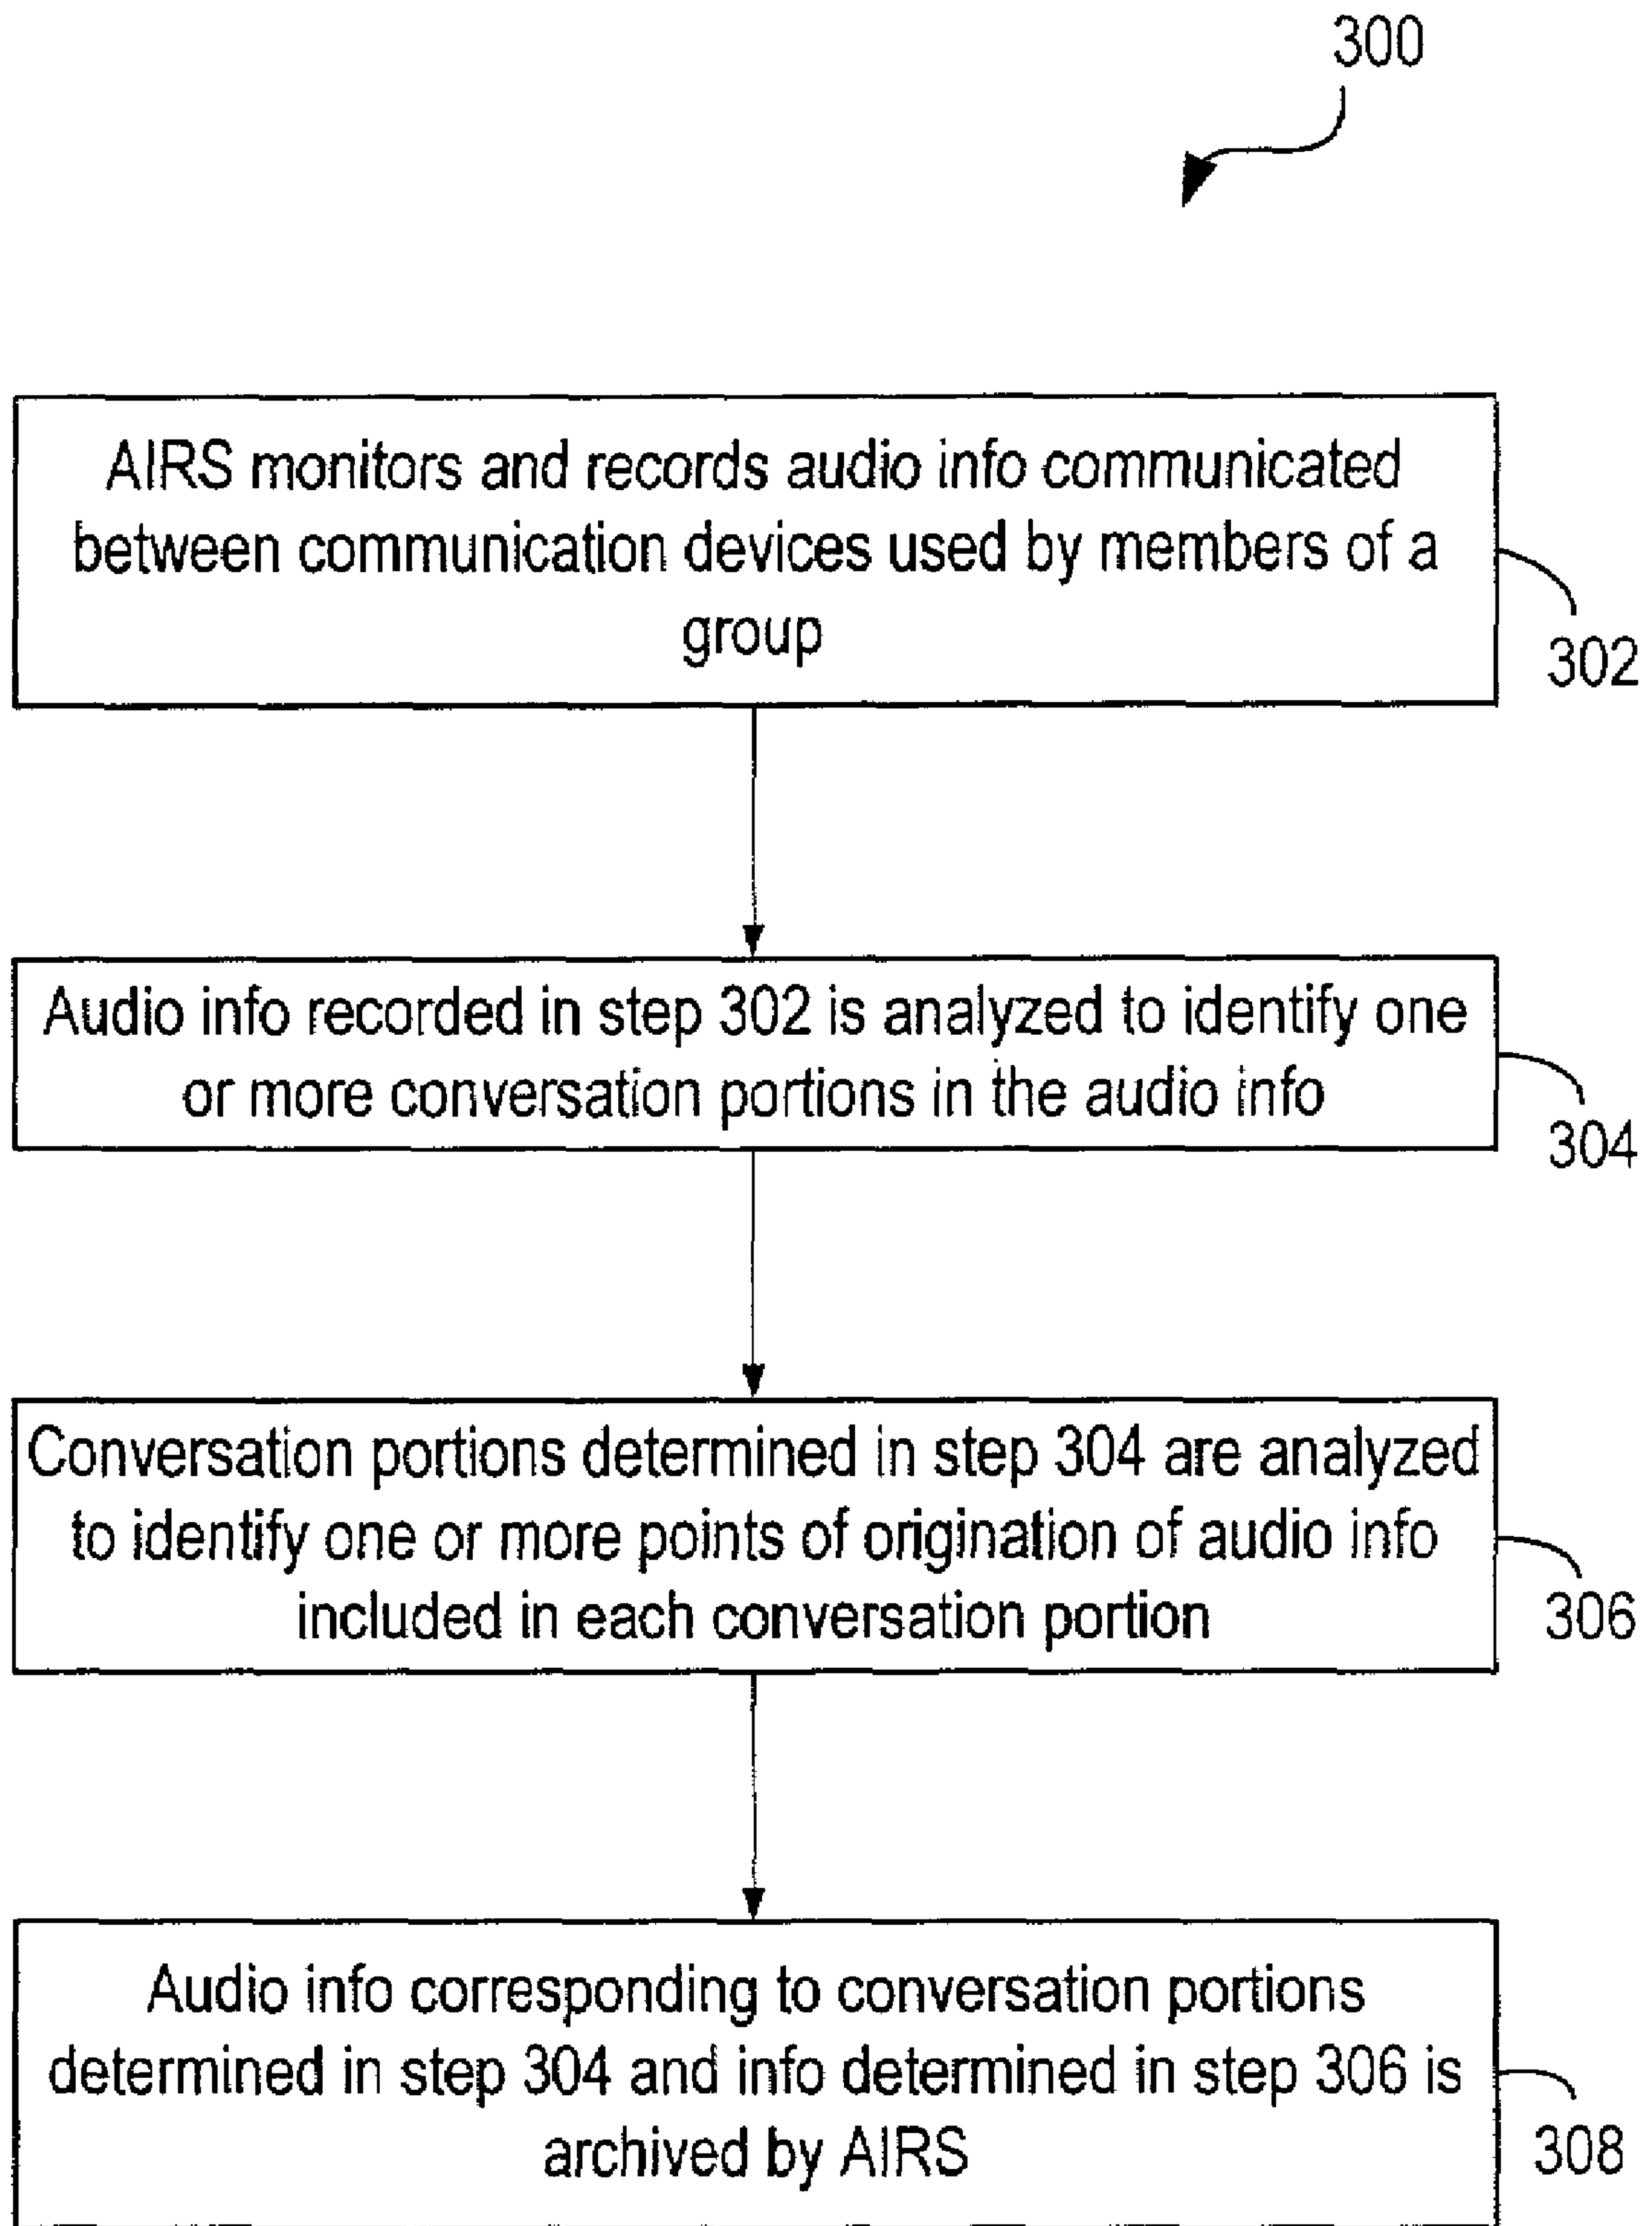 300
AIRS monitors and records audio info communicated
between communication devices used by members of a
group
302
Audio info recorded in step 302 is analyzed to identify one
or more conversation portions in the audio info
304
Conversation portions determined in step 304 are analyzed
to identify one or more points of origination of audio info
included in each conversation portion
306
Audio info corresponding to conversation portions
determined in step 304 and info determined in step 306 is
archived by AIRS
308